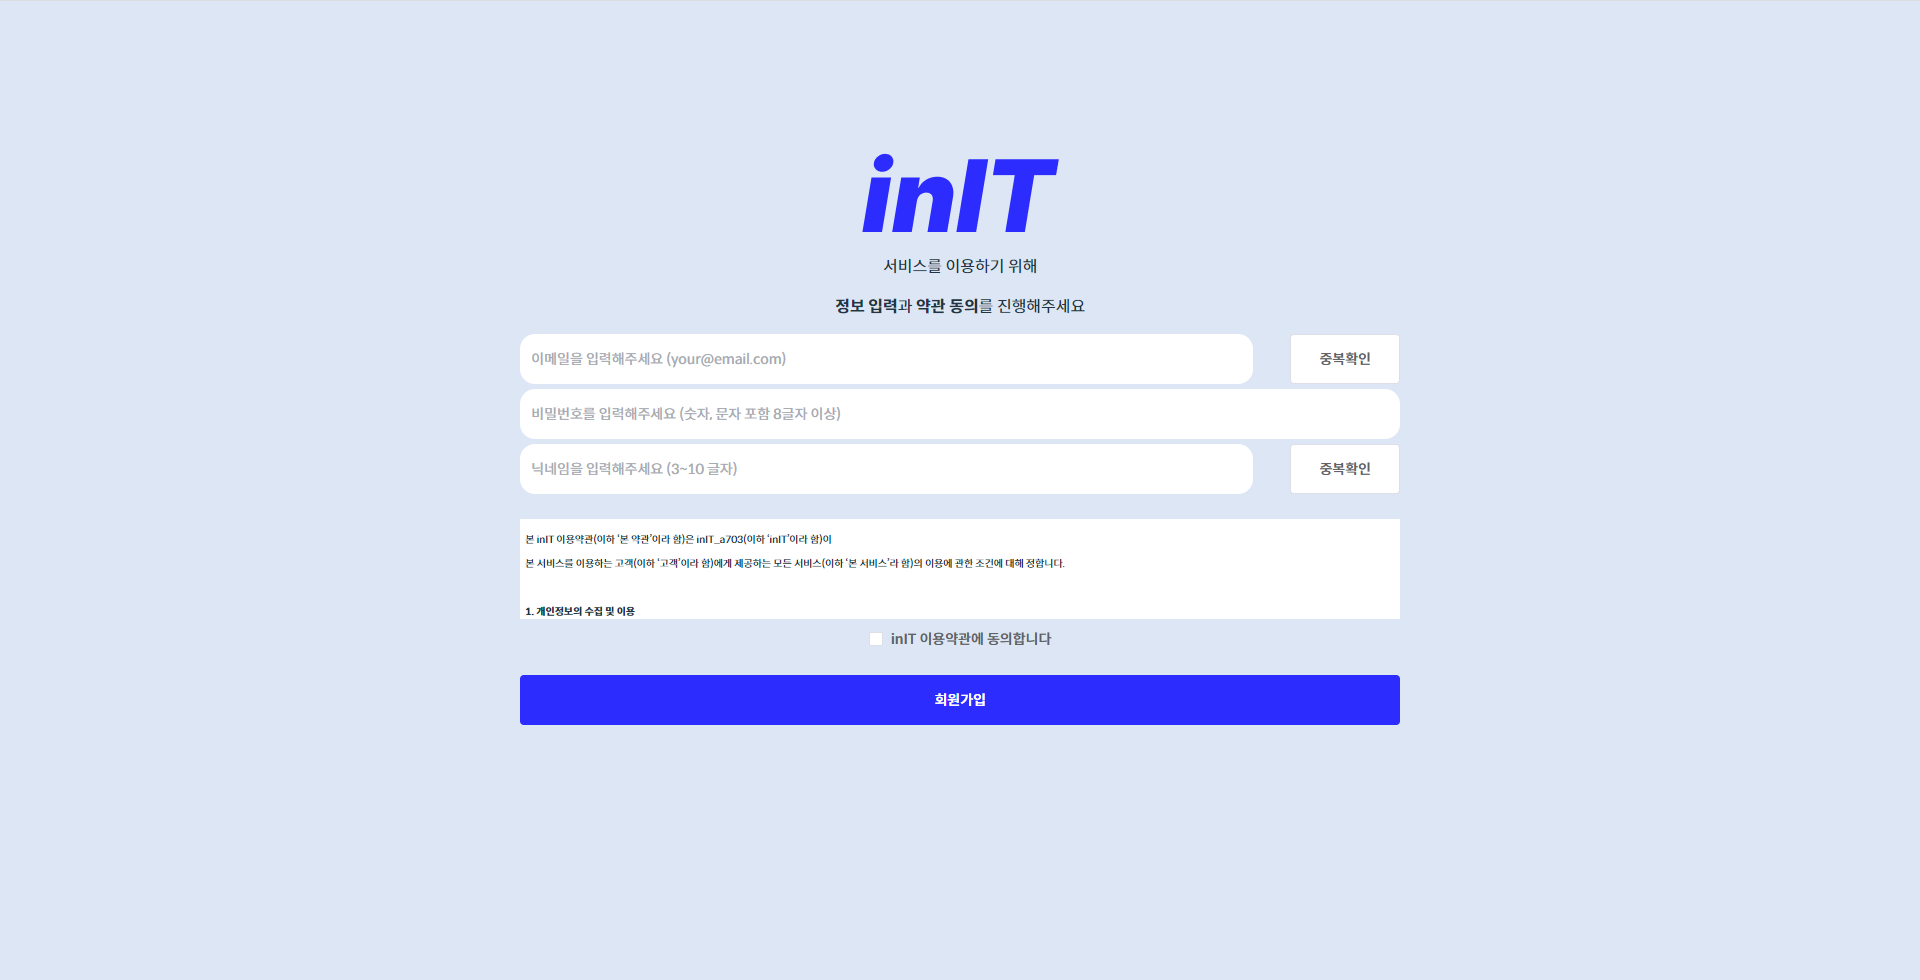 inIT
서비스를 이용하기 위해
정보 입력과 약관 동의를 진행해주세요
이메일을 입력해주세요 (your@email.com)
중복확인
비밀번호를 입력해주세요 (숫자, 문자 포함 8글자 이상)
닉네임을 입력해주세요 (3~10 글자)
중복확인
본 inIT 이용약관(이하 ‘본 약관’이라 함)은 inIT_a703(이하 ‘inIT’이라 함)이
본 서비스를 이용하는 고객(이하 ‘고객’이라 함)에게 제공하는 모든 서비스(이하 ‘본 서비스’라 함)의 이용에 관한 조건에 대해 정합니다.
1. 개인정보의 수집 및 이용
inIT 이용약관에 동의합니다
회원가입